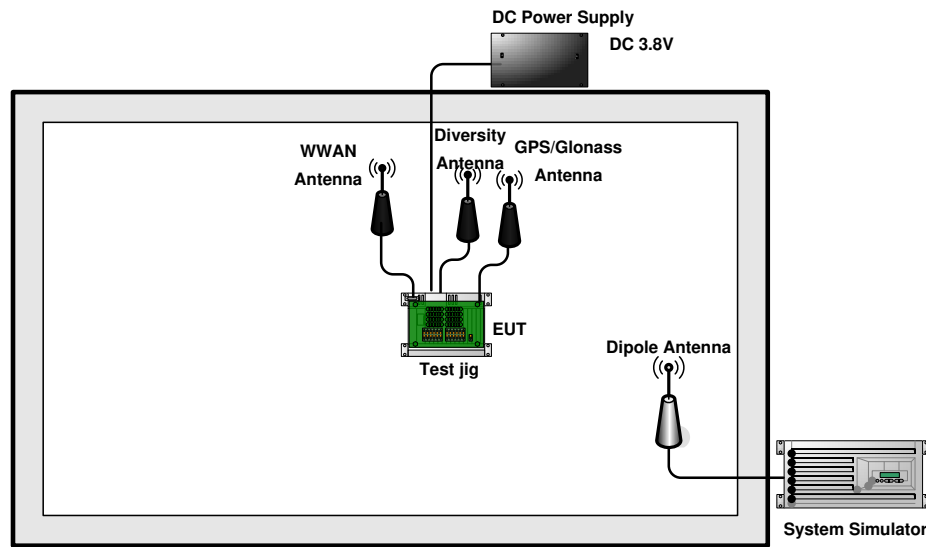 DC Power Supply
DC 3.8V
WWAN
Antenna
Diversity
Antenna
GPS/Glonass
Antenna
EUT
Test jig
Dipole Antenna
System Simulator